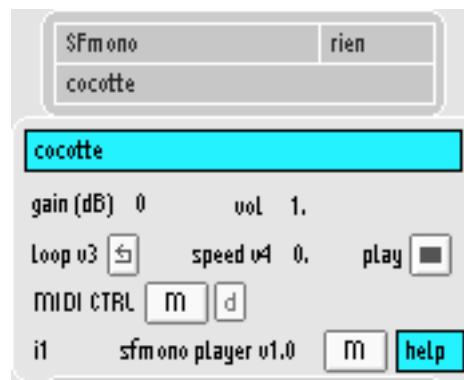 SFmono rien
cocotte
cocotte
gain (dB) 0 vol 1.
loop v3 speed v4 0. play
MIDI CTRL m d
i1 sfmono player v1.0 m help